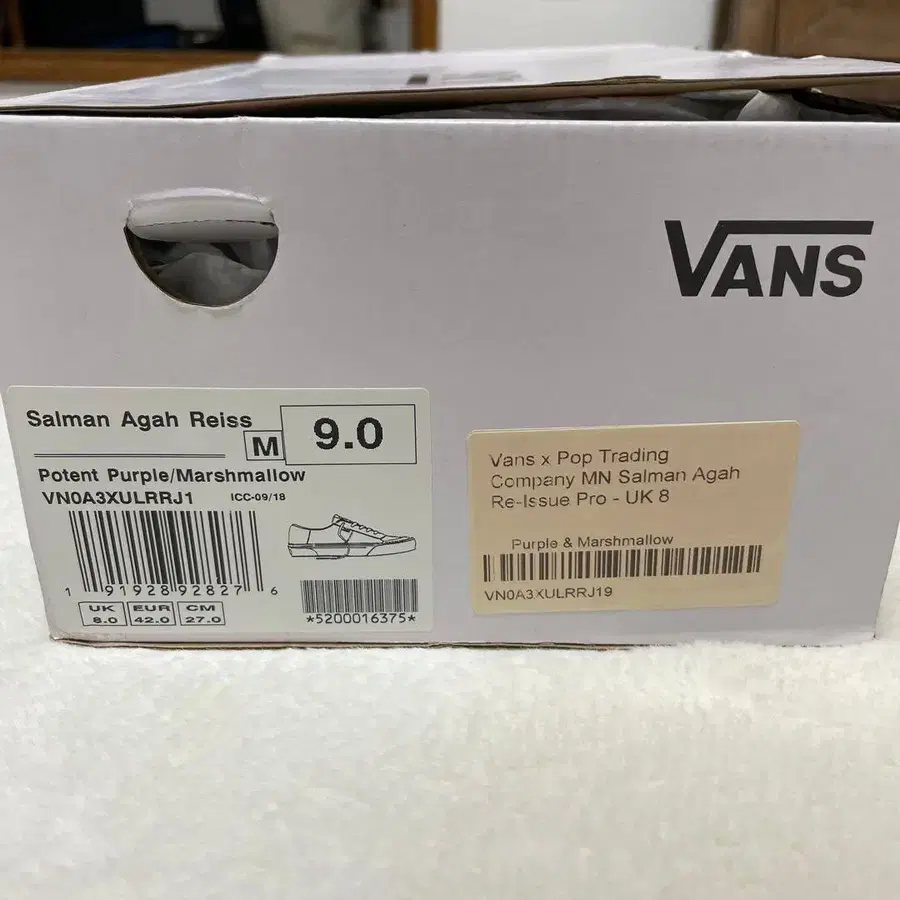 VANS
Salman Agah Reiss
M 9.0
Potent Purple/Marshmallow
VN0A3XULRRJ1 ICC-09/18
1 91928 92827 6
UK EUR CM
8.0 42.0 27.0
*5200016375*
Vans x Pop Trading
Company MN Salman Agah
Re-Issue Pro - UK 8
Purple & Marshmallow
VN0A3XULRRJ19